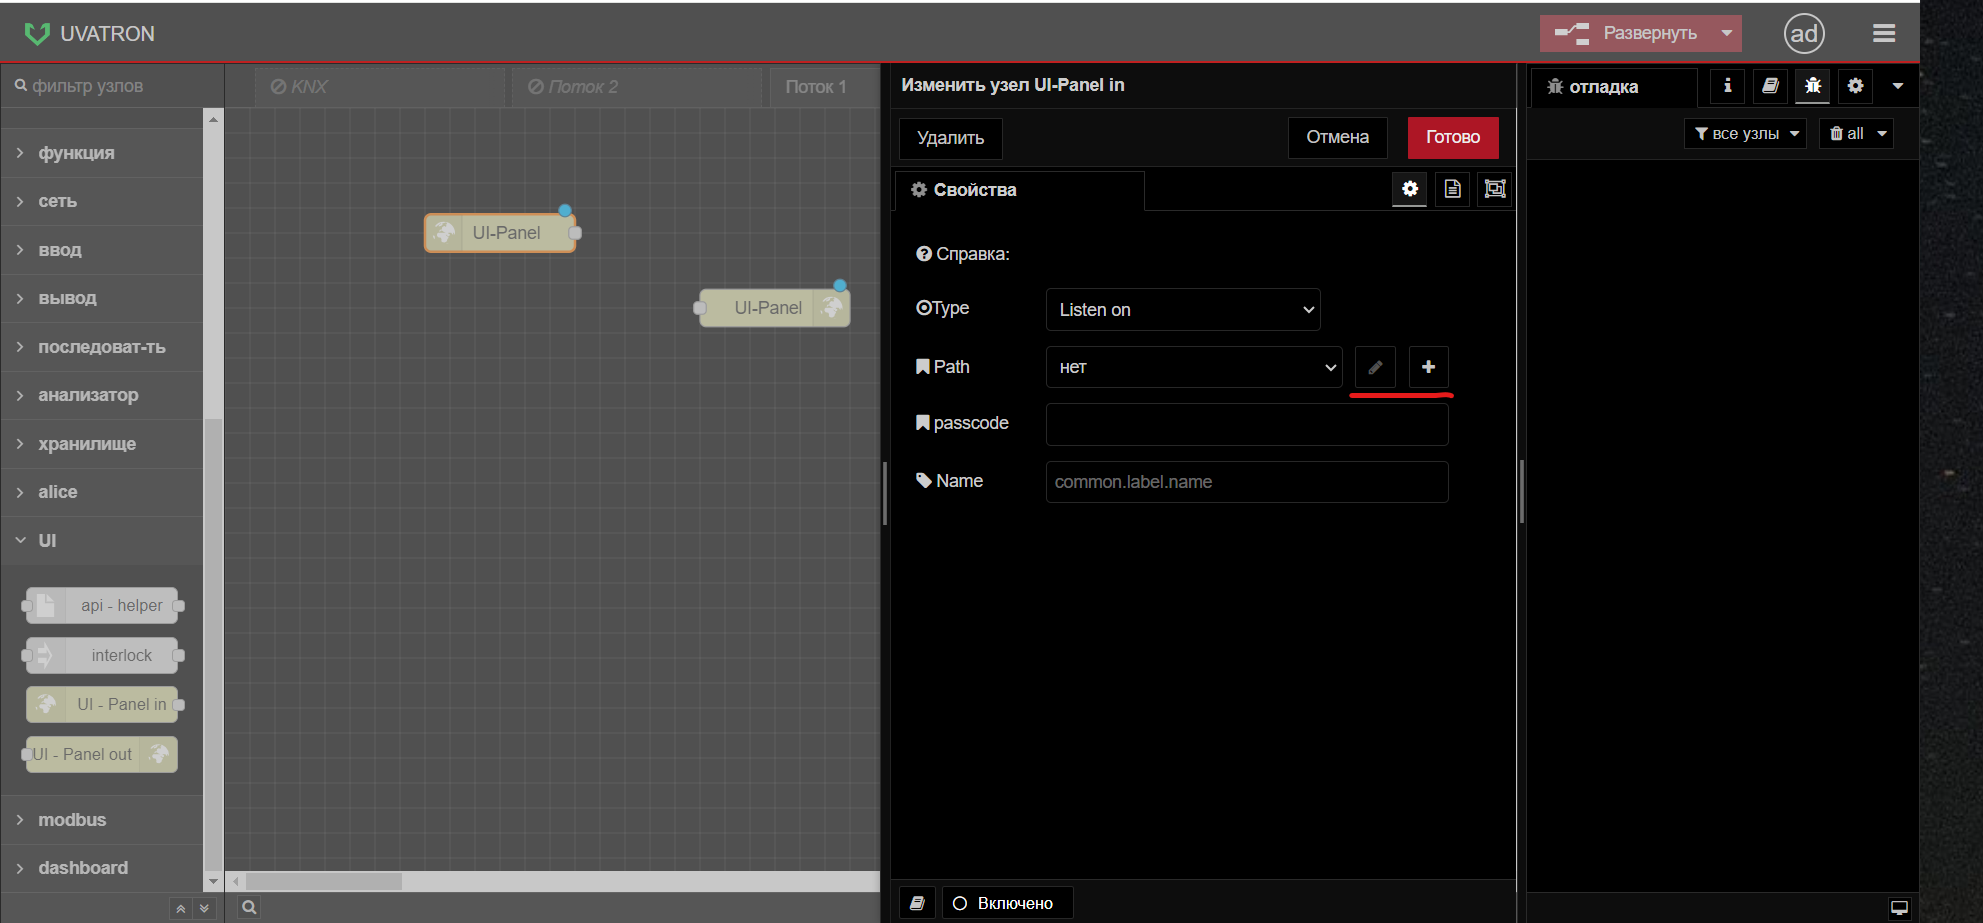 UVATRON
Развернуть
ad
фильтр узлов
KNX
Поток 2
Поток 1
Изменить узел UI-Panel in
отладка
Удалить
Отмена
Готово
все узлы
all
функция
сеть
ввод
вывод
последоват-ть
анализатор
хранилище
alice
UI
api - helper
interlock
UI - Panel in
UI - Panel out
modbus
dashboard
UI-Panel
UI-Panel
Свойства
Справка:
Type
Listen on
Path
нет
passcode
Name
common.label.name
Включено